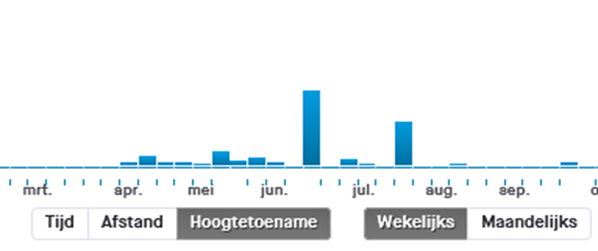 mrt. apr. mei jun. jul. aug. sep.
Tijd Afstand Hoogtetoename Wekelijks Maandelijks